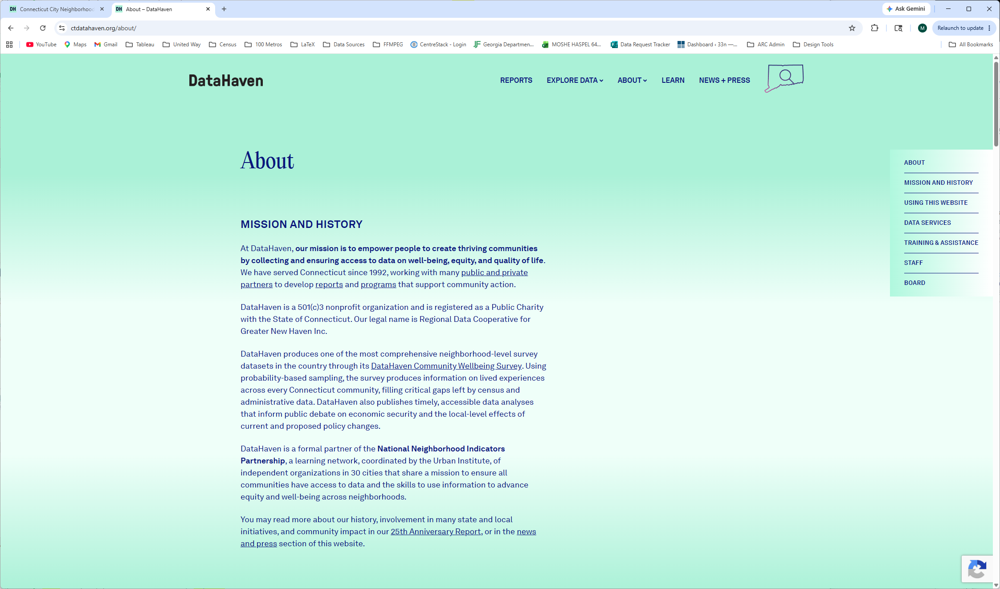 DH Connecticut City Neighborhood
DH About – DataHaven
Ask Gemini
ctdatahaven.org/about/
M
Relaunch to update
YouTube
Maps
Gmail
Tableau
United Way
Census
100 Metros
LaTeX
Data Sources
FFMPEG
CentreStack - Login
Georgia Departmen...
MOSHE HASPEL 64...
Data Request Tracker
Dashboard ‹ 33n —...
ARC Admin
Design Tools
All Bookmarks
DataHaven
REPORTS
EXPLORE DATA
ABOUT
LEARN
NEWS + PRESS
About
MISSION AND HISTORY
At DataHaven, our mission is to empower people to create thriving communities
by collecting and ensuring access to data on well-being, equity, and quality of life.
We have served Connecticut since 1992, working with many public and private
partners to develop reports and programs that support community action.
DataHaven is a 501(c)3 nonprofit organization and is registered as a Public Charity
with the State of Connecticut. Our legal name is Regional Data Cooperative for
Greater New Haven Inc.
DataHaven produces one of the most comprehensive neighborhood-level survey
datasets in the country through its DataHaven Community Wellbeing Survey. Using
probability-based sampling, the survey produces information on lived experiences
across every Connecticut community, filling critical gaps left by census and
administrative data. DataHaven also publishes timely, accessible data analyses
that inform public debate on economic security and the local-level effects of
current and proposed policy changes.
DataHaven is a formal partner of the National Neighborhood Indicators
Partnership, a learning network, coordinated by the Urban Institute, of
independent organizations in 30 cities that share a mission to ensure all
communities have access to data and the skills to use information to advance
equity and well-being across neighborhoods.
You may read more about our history, involvement in many state and local
initiatives, and community impact in our 25th Anniversary Report, or in the news
and press section of this website.
ABOUT
MISSION AND HISTORY
USING THIS WEBSITE
DATA SERVICES
TRAINING & ASSISTANCE
STAFF
BOARD